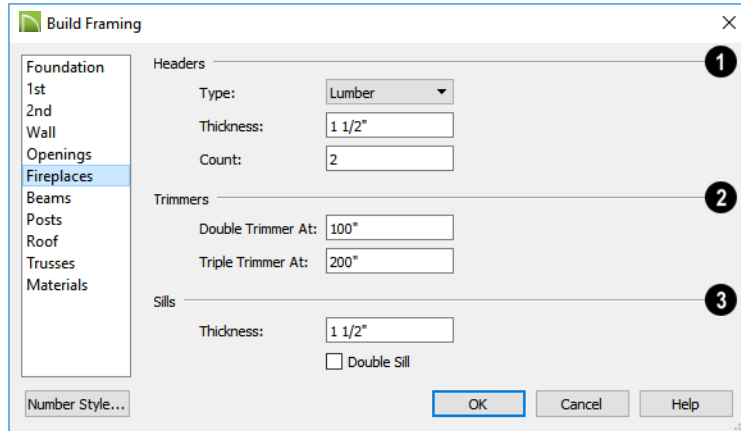 Build Framing
Foundation
1st
2nd
Wall
Openings
Fireplaces
Beams
Posts
Roof
Trusses
Materials
Headers 1
Type: Lumber
Thickness: 1 1/2"
Count: 2
Trimmers 2
Double Trimmer At: 100"
Triple Trimmer At: 200"
Sills 3
Thickness: 1 1/2"
Double Sill
Number Style... OK Cancel Help